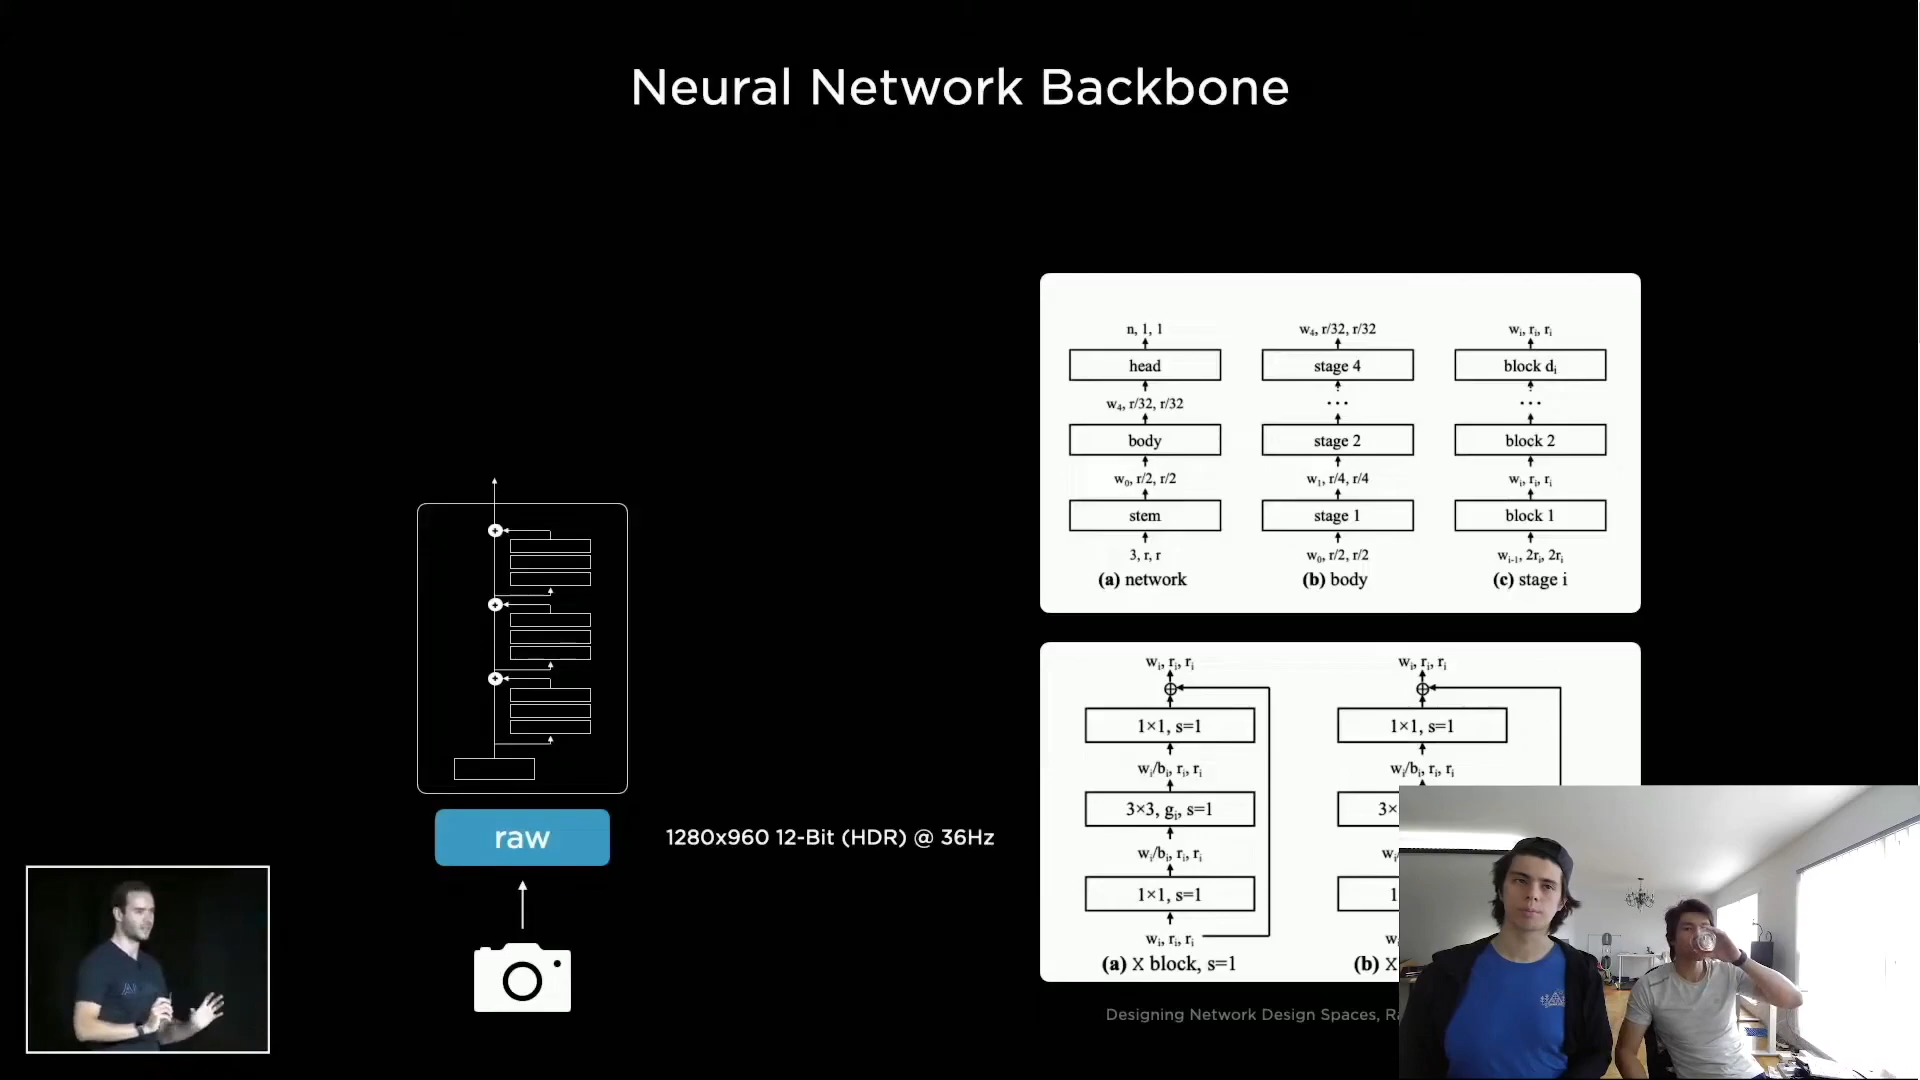 Neural Network Backbone
raw
1280x960 12-Bit (HDR) @ 36Hz
n, 1, 1
head
w₄, r/32, r/32
body
w₀, r/2, r/2
stem
3, r, r
(a) network
w₄, r/32, r/32
stage 4
...
stage 2
w₁, r/4, r/4
stage 1
w₀, r/2, r/2
(b) body
wᵢ, rᵢ, rᵢ
block dᵢ
...
block 2
wᵢ, rᵢ, rᵢ
block 1
wᵢ₋₁, 2rᵢ, 2rᵢ
(c) stage i
wᵢ, rᵢ, rᵢ
1×1, s=1
wᵢ/bᵢ, rᵢ, rᵢ
3×3, gᵢ, s=1
wᵢ/bᵢ, rᵢ, rᵢ
1×1, s=1
wᵢ, rᵢ, rᵢ
(a) X block, s=1
wᵢ, rᵢ, rᵢ
1×1, s=1
wᵢ/bᵢ, rᵢ, rᵢ
3×
(b) X
Designing Network Design Spaces,